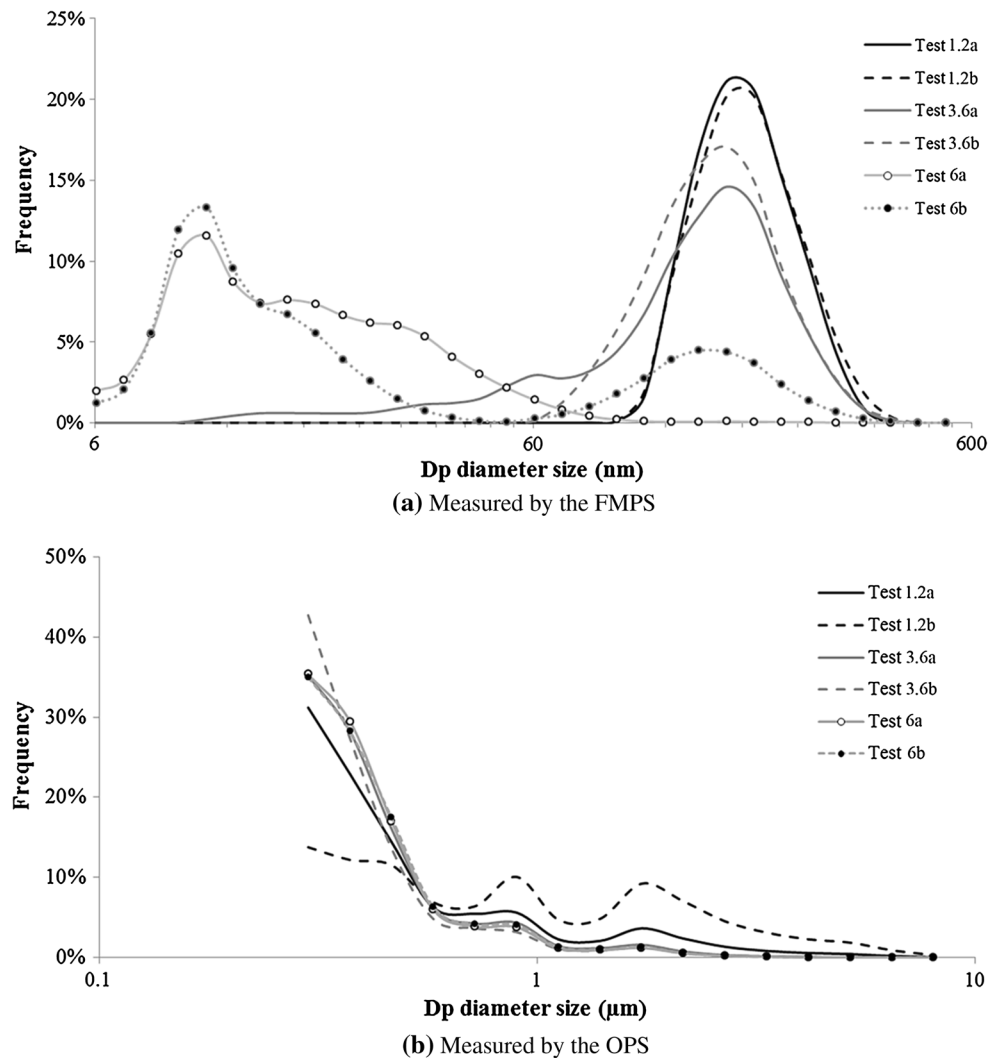 25%
20%
15%
10%
5%
0%
Frequency
6
60
600
Dp diameter size (nm)
Test 1.2a
Test 1.2b
Test 3.6a
Test 3.6b
Test 6a
Test 6b
(a) Measured by the FMPS
50%
40%
30%
20%
10%
0%
Frequency
0.1
1
10
Dp diameter size (µm)
Test 1.2a
Test 1.2b
Test 3.6a
Test 3.6b
Test 6a
Test 6b
(b) Measured by the OPS